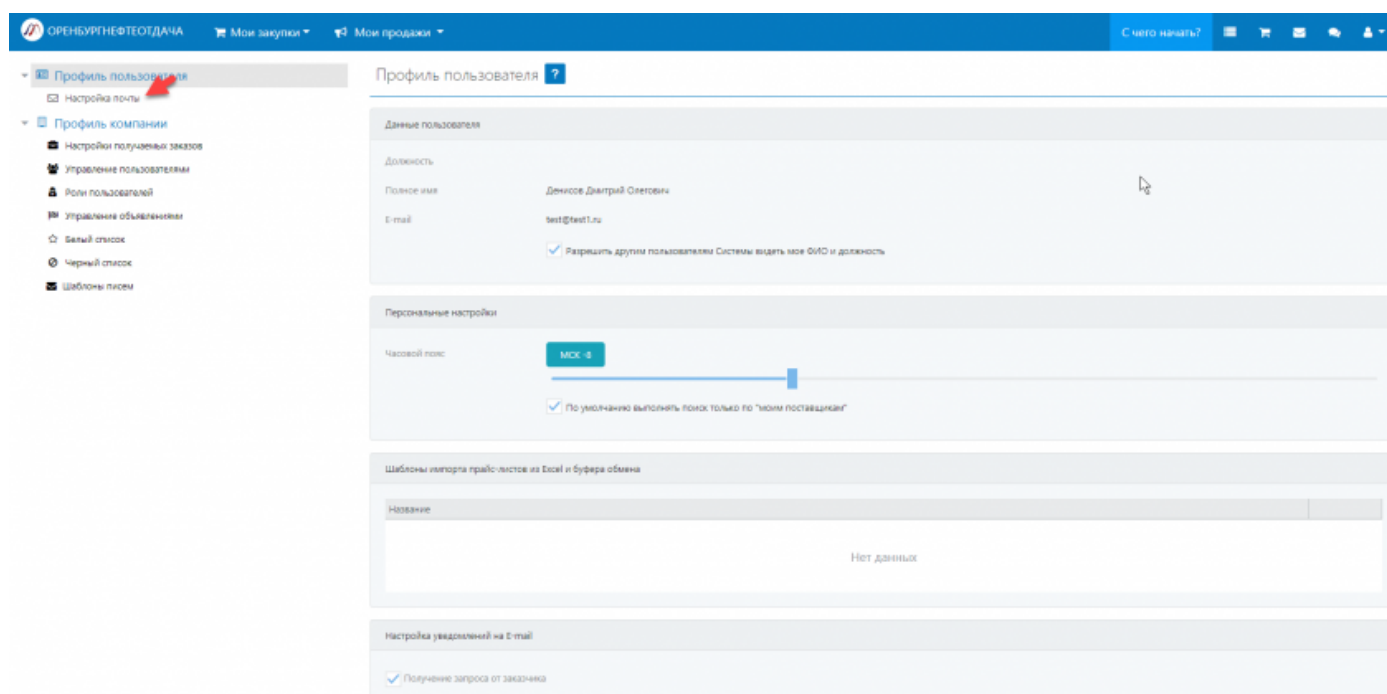 ОРЕНБУРГНЕФТЕОТДАЧА Мои закупки Мои продажи С чего начать?
Профиль пользователя
Настройка почты
Профиль компании
Настройки получаемых заказов
Управление пользователями
Роли пользователей
Управление объявлениями
Белый список
Черный список
Шаблоны писем
Профиль пользователя ?
Данные пользователя
Должность
Полное имя Денисов Дмитрий Олегович
E-mail test@test1.ru
Разрешить другим пользователям Системы видеть мое ФИО и должность
Персональные настройки
Часовой пояс МСК -8
По умолчанию выполнять поиск только по "моим поставщикам"
Шаблоны импорта прайс-листов из Excel и буфера обмена
Название
Нет данных
Настройка уведомлений на E-mail
Получение запроса от заказчика